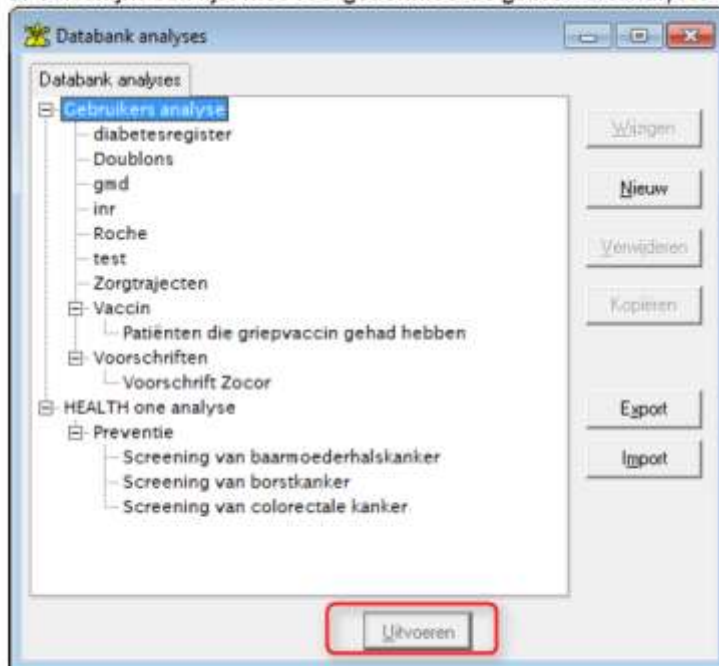 Databank analyses
Databank analyses
Gebruikers analyse
diabetesregister
Doublons
gmd
inr
Roche
test
Zorgtrajecten
Vaccin
Patiënten die griepvaccin gehad hebben
Voorschriften
Voorschrift Zocor
HEALTH one analyse
Preventie
Screening van baarmoederhalskanker
Screening van borstkanker
Screening van colorectale kanker
Wijzigen
Nieuw
Verwijderen
Kopiëren
Export
Import
Uitvoeren